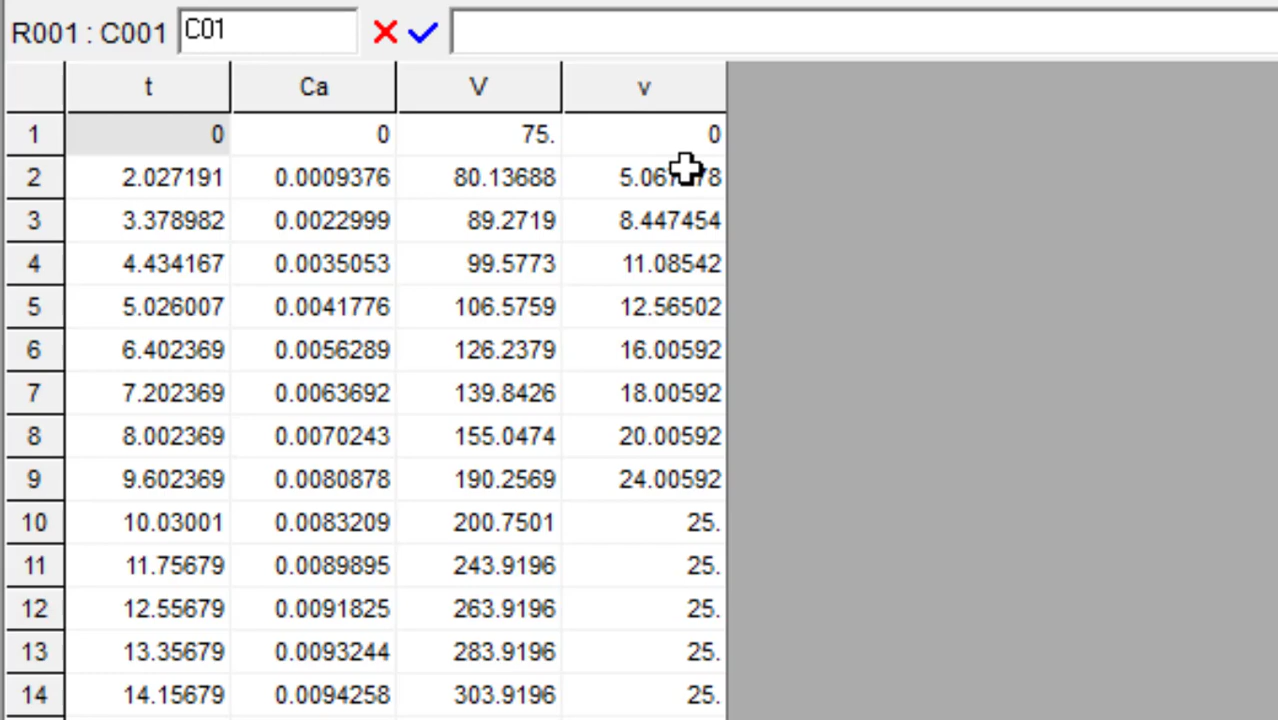 R001 : C001 C01
t Ca V v
1 0 0 75. 0
2 2.027191 0.0009376 80.13688
3 3.378982 0.0022999 89.2719 8.447454
4 4.434167 0.0035053 99.5773 11.08542
5 5.026007 0.0041776 106.5759 12.56502
6 6.402369 0.0056289 126.2379 16.00592
7 7.202369 0.0063692 139.8426 18.00592
8 8.002369 0.0070243 155.0474 20.00592
9 9.602369 0.0080878 190.2569 24.00592
10 10.03001 0.0083209 200.7501 25.
11 11.75679 0.0089895 243.9196 25.
12 12.55679 0.0091825 263.9196 25.
13 13.35679 0.0093244 283.9196 25.
14 14.15679 0.0094258 303.9196 25.